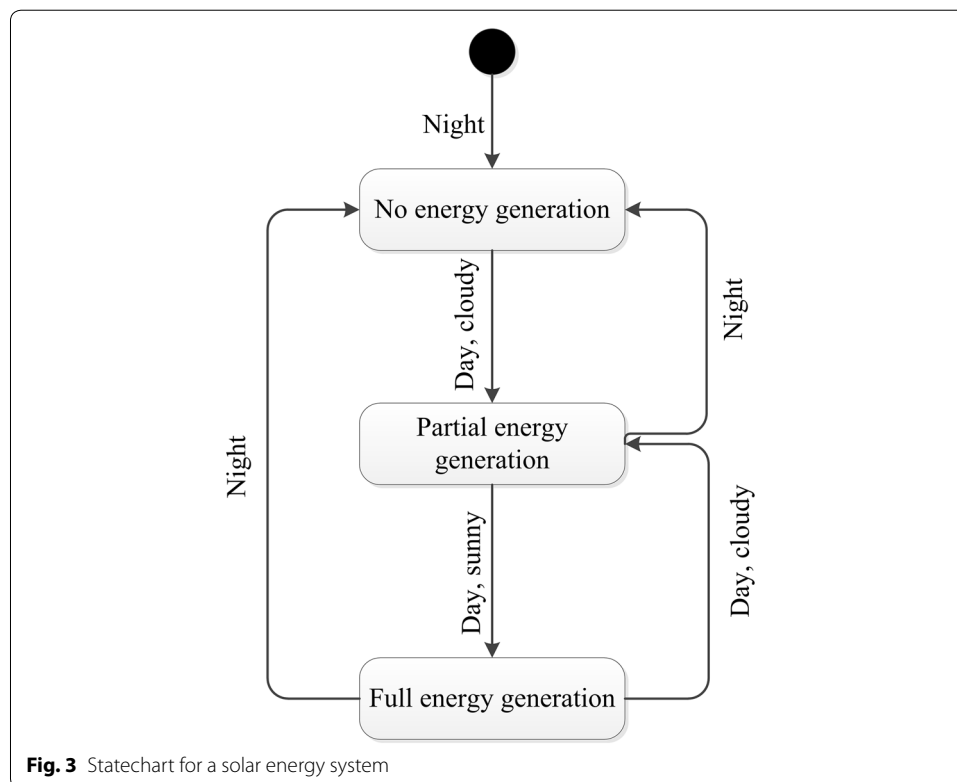 Night
No energy generation
Day, cloudy
Night
Partial energy
generation
Night
Day, sunny
Day, cloudy
Full energy generation
Fig. 3 Statechart for a solar energy system